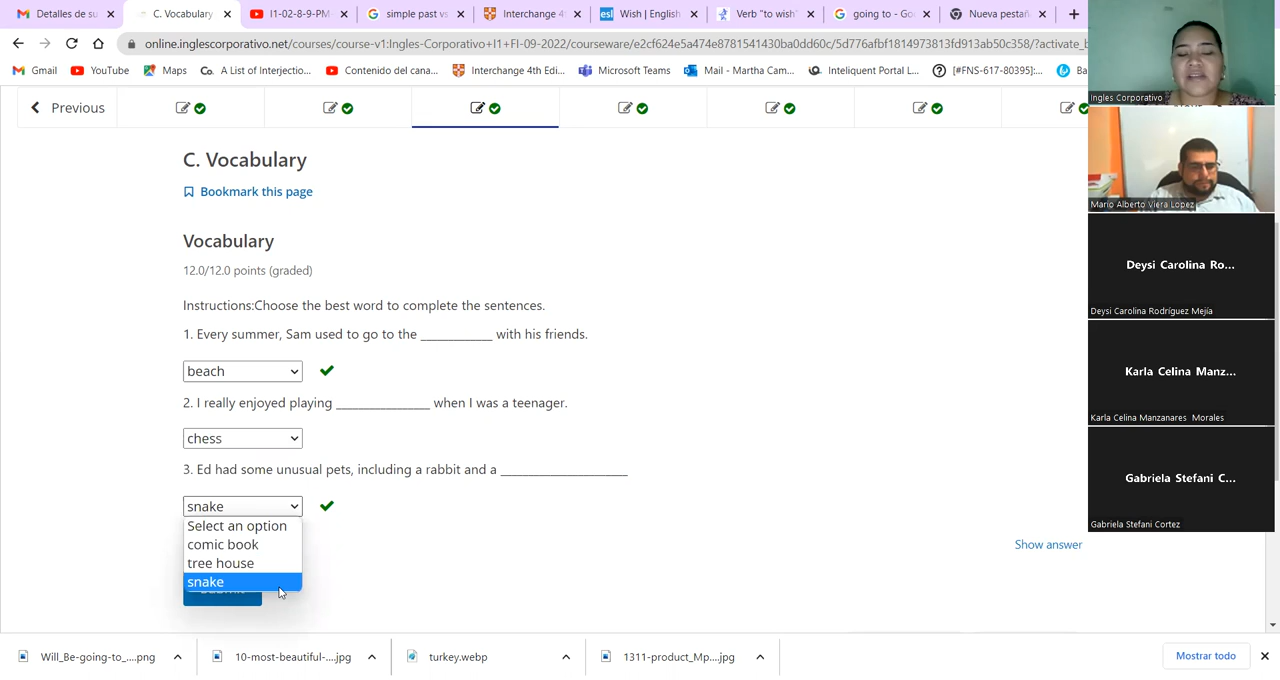 Detalles de su
C. Vocabulary
I1-02-8-9-PM
simple past vs
Interchange 4t
Wish | English
Verb "to wish"
going to - Go
Nueva pestañ
online.inglescorporativo.net/courses/course-v1:Ingles-Corporativo+I1+FI-09-2022/courseware/e2cf624e5a474e8781541430ba0dd60c/5d776afbf1814973813fd913ab50c358/?activate_b
Gmail
YouTube
Maps
A List of Interjectio...
Contenido del cana...
Interchange 4th Edi...
Microsoft Teams
Mail - Martha Cam...
Inteliquent Portal L...
[#FNS-617-80395]:...
Ba
Previous
C. Vocabulary
Bookmark this page
Vocabulary
12.0/12.0 points (graded)
Instructions:Choose the best word to complete the sentences.
1. Every summer, Sam used to go to the ___________ with his friends.
beach
2. I really enjoyed playing ________________ when I was a teenager.
chess
3. Ed had some unusual pets, including a rabbit and a ____________________
snake
Select an option
comic book
tree house
snake
Show answer
Ingles Corporativo
Mario Alberto Viera Lopez
Deysi Carolina Ro...
Deysi Carolina Rodríguez Mejía
Karla Celina Manz...
Karla Celina Manzanares Morales
Gabriela Stefani C...
Gabriela Stefani Cortez
Will_Be-going-to_....png
10-most-beautiful-....jpg
turkey.webp
1311-product_Mp....jpg
Mostrar todo